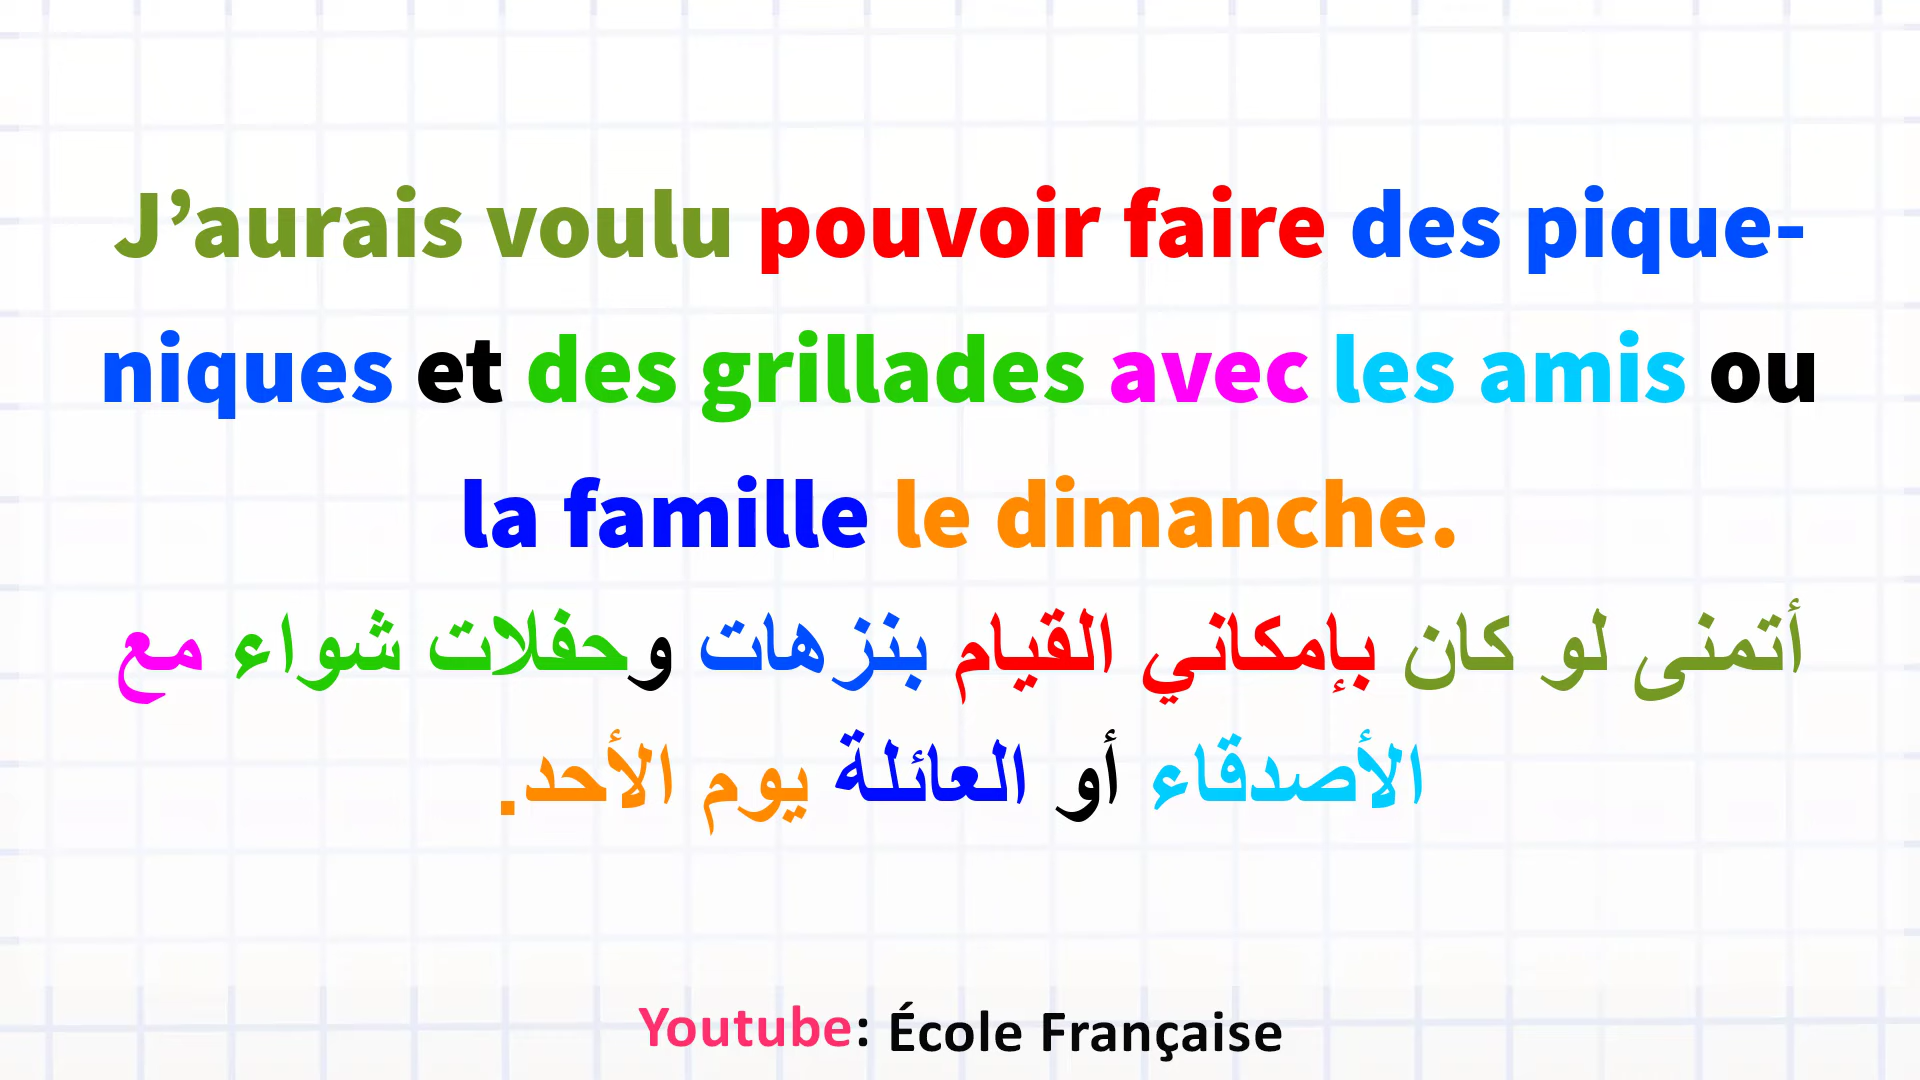 J’aurais voulu pouvoir faire des pique-
niques et des grillades avec les amis ou
la famille le dimanche.
أتمنى لو كان بإمكاني القيام بنزهات وحفلات شواء مع
الأصدقاء أو العائلة يوم الأحد.
Youtube: École Française